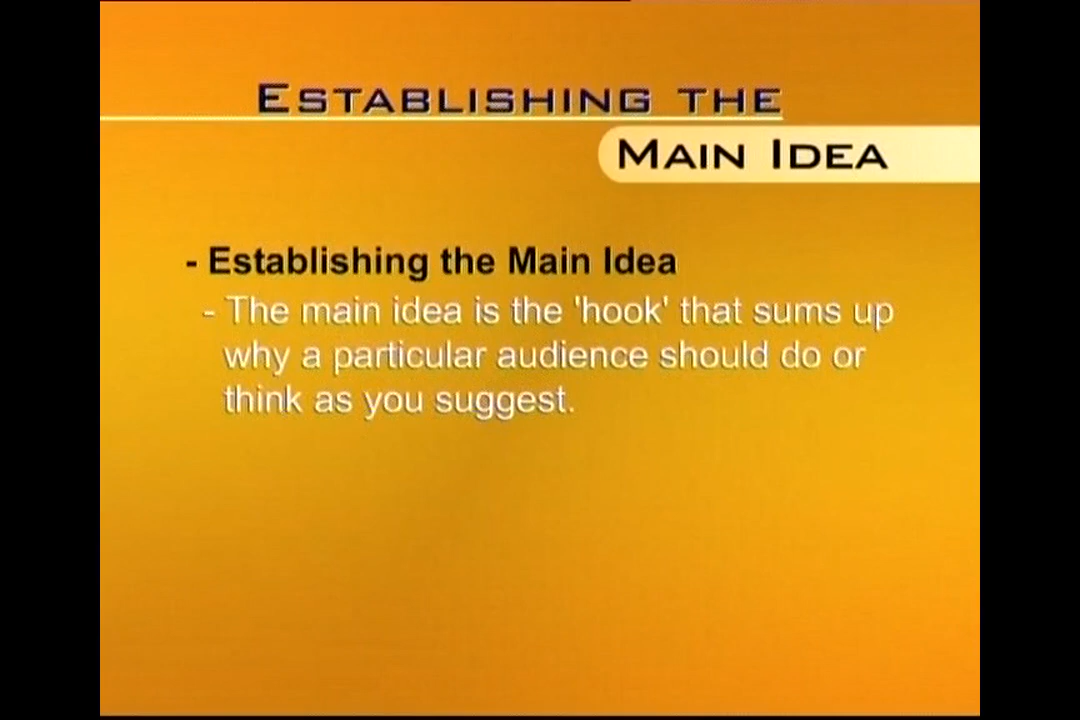 ESTABLISHING THE
MAIN IDEA
- Establishing the Main Idea
- The main idea is the 'hook' that sums up
why a particular audience should do or
think as you suggest.